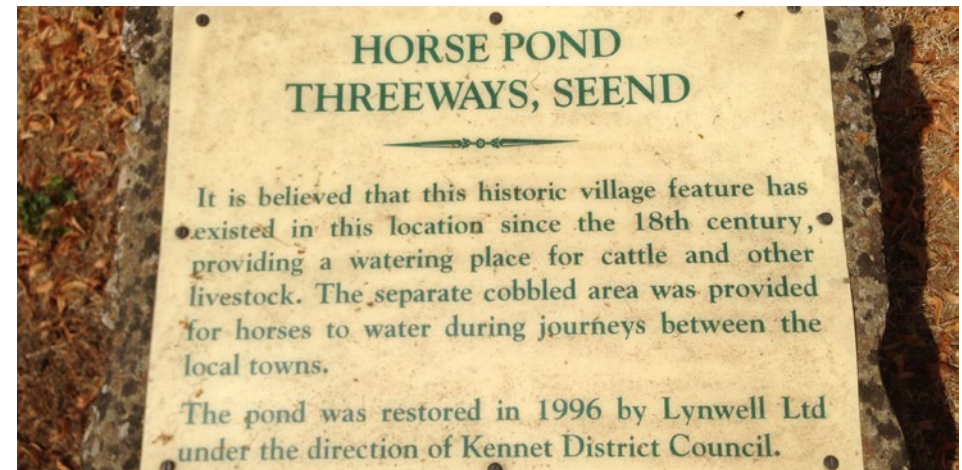 HORSE POND
THREEWAYS, SEEND
It is believed that this historic village feature has
existed in this location since the 18th century,
providing a watering place for cattle and other
livestock. The separate cobbled area was provided
for horses to water during journeys between the
local towns.
The pond was restored in 1996 by Lynwell Ltd
under the direction of Kennet District Council.